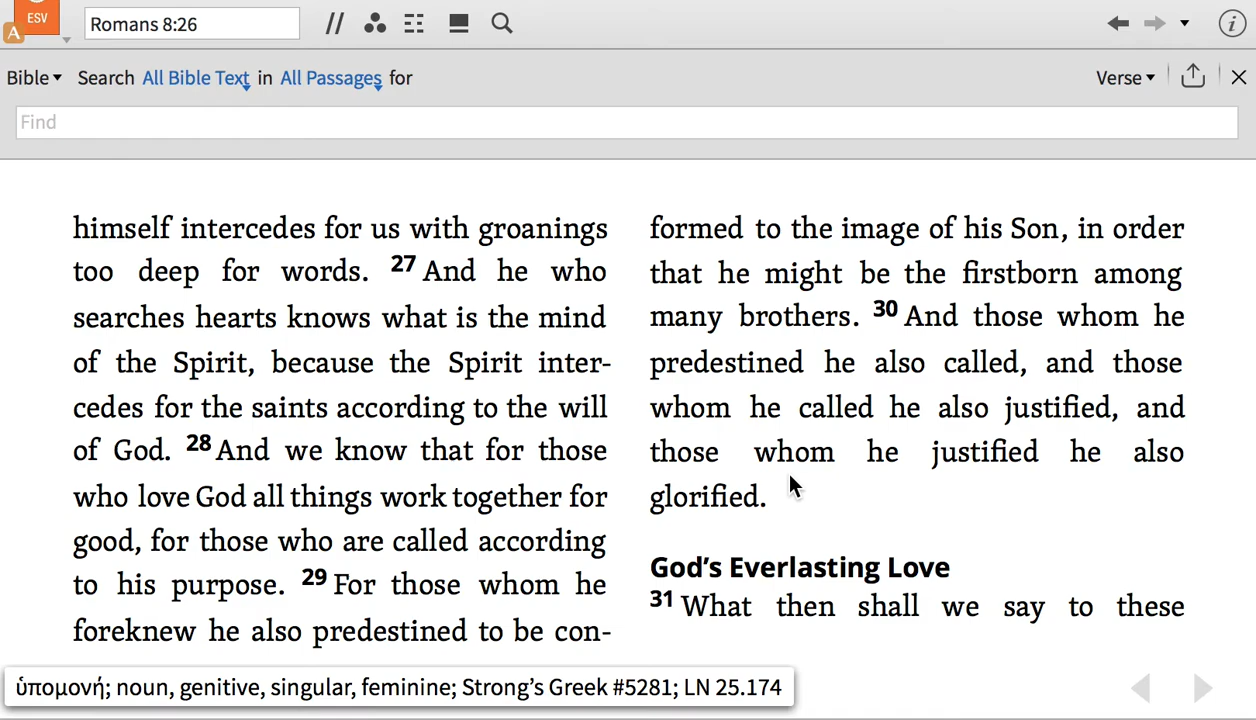 ESV
A
Romans 8:26
Bible Search All Bible Text in All Passages for
Verse
Find
himself intercedes for us with groanings
too deep for words. 27 And he who
searches hearts knows what is the mind
of the Spirit, because the Spirit inter-
cedes for the saints according to the will
of God. 28 And we know that for those
who love God all things work together for
good, for those who are called according
to his purpose. 29 For those whom he
foreknew he also predestined to be con-
formed to the image of his Son, in order
that he might be the firstborn among
many brothers. 30 And those whom he
predestined he also called, and those
whom he called he also justified, and
those whom he justified he also
glorified.
God’s Everlasting Love
31 What then shall we say to these
ὑπομονή; noun, genitive, singular, feminine; Strong’s Greek #5281; LN 25.174